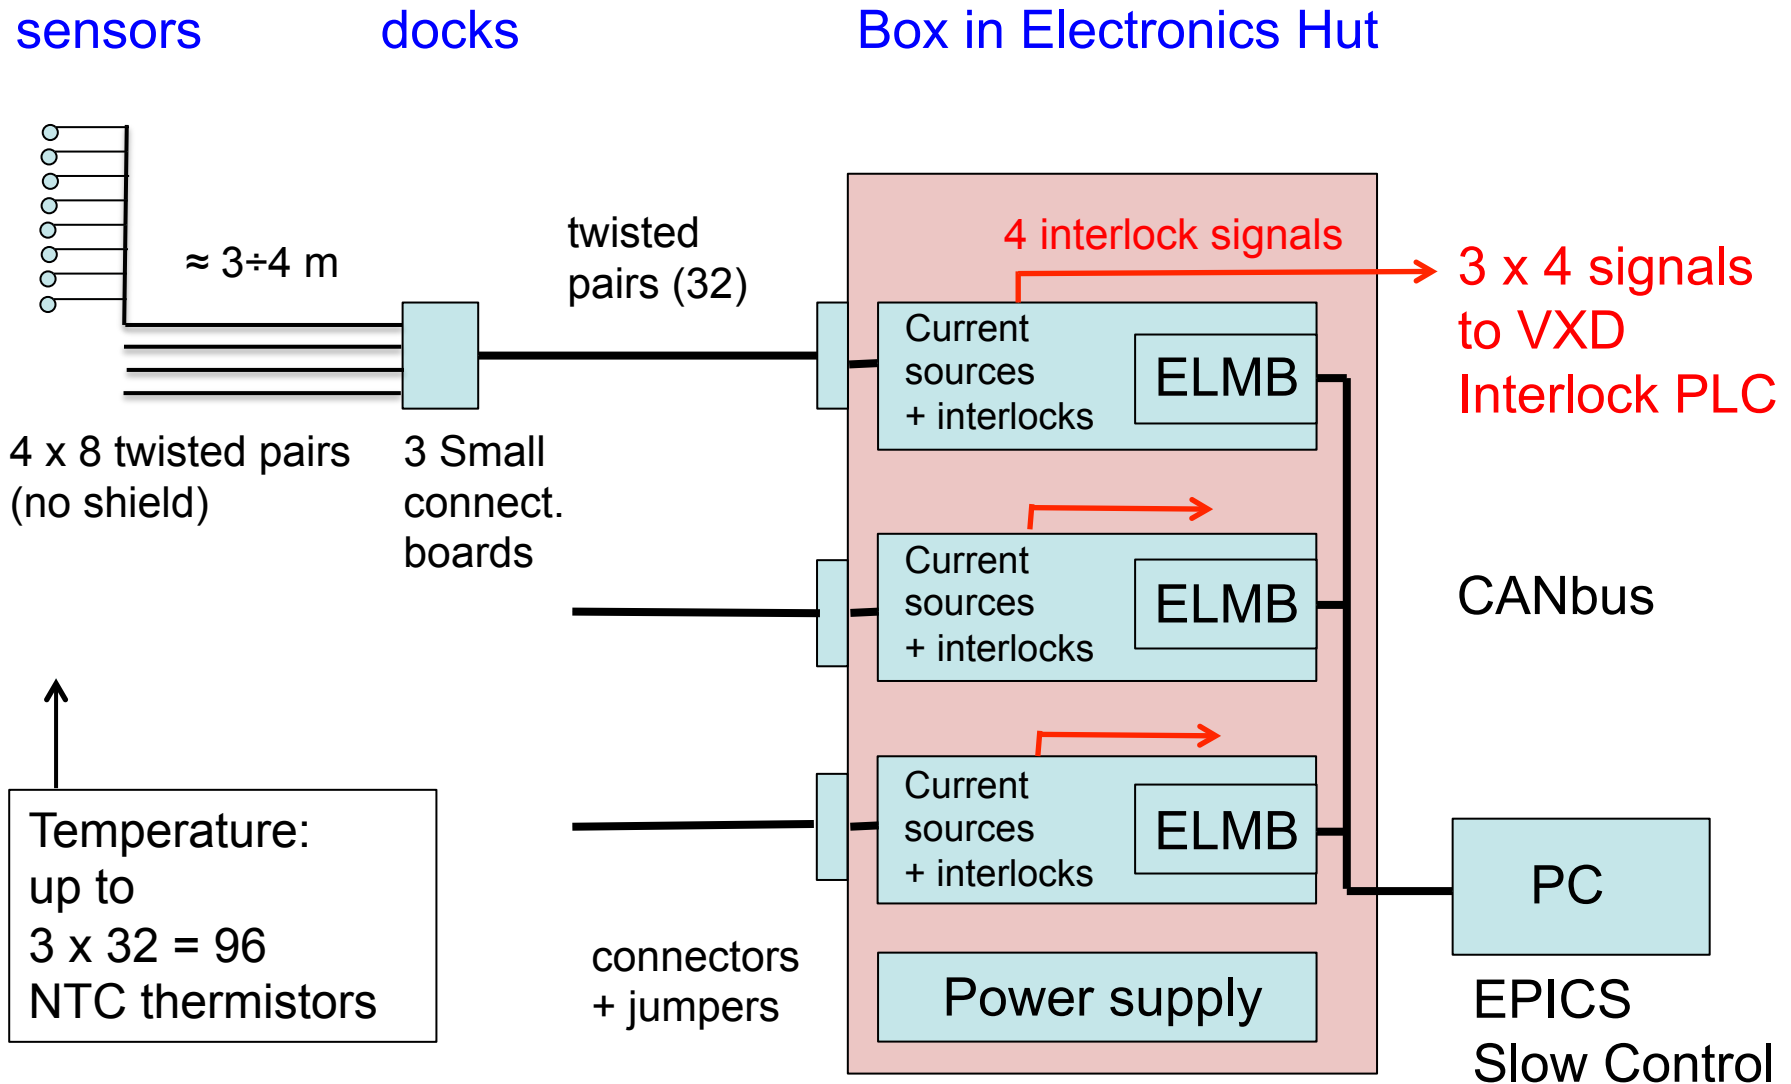 sensors
docks
Box in Electronics Hut
≈ 3÷4 m
twisted
pairs (32)
4 interlock signals
3 x 4 signals
to VXD
Interlock PLC
Current
sources
+ interlocks
ELMB
4 x 8 twisted pairs
(no shield)
3 Small
connect.
boards
Current
sources
+ interlocks
ELMB
CANbus
Current
sources
+ interlocks
ELMB
Temperature:
up to
3 x 32 = 96
NTC thermistors
connectors
+ jumpers
Power supply
PC
EPICS
Slow Control